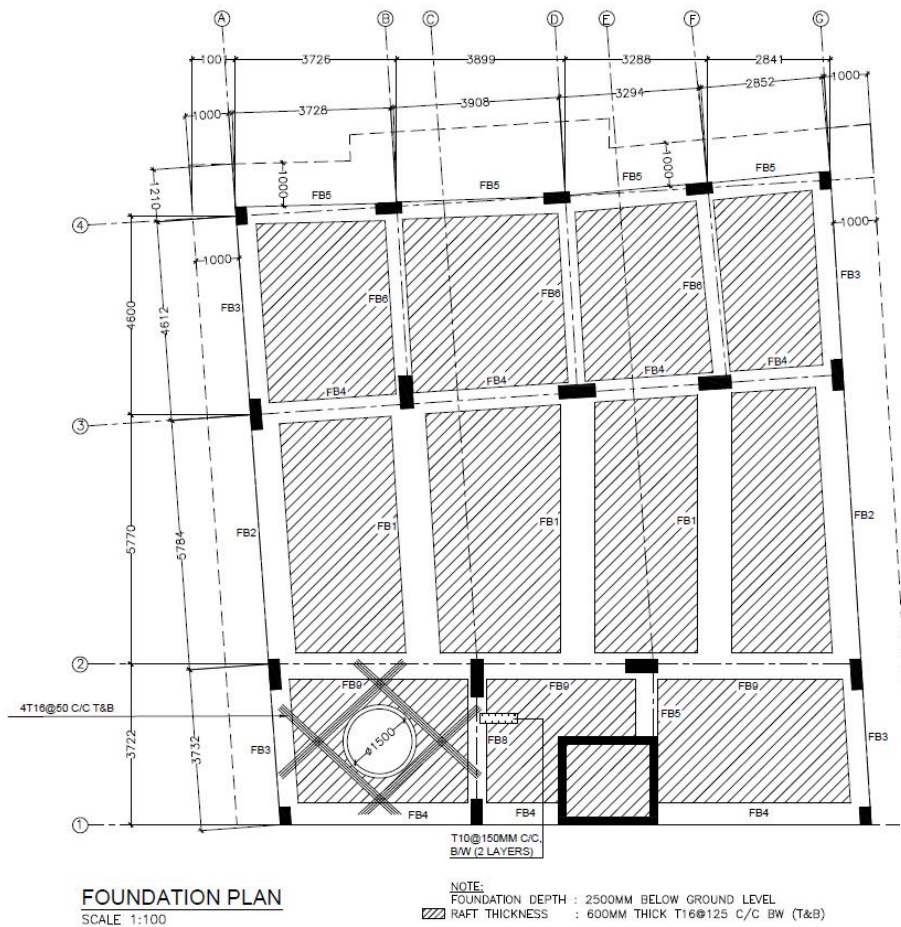 A B C D E F G
1001 3726 3899 3288 2841
1000 3728 3908 3294 2852 1000
1210 1000 1000
FB5 FB5 FB5 FB5
4
1000 1000
FB3 FB6 FB6 FB6 FB3
4600 4612
FB4 FB4 FB4 FB4
3
FB2 FB1 FB1 FB1 FB2
5770 5784
2
FB9 FB9 FB9
4T16@50 C/C T&B
FB5
Φ1500
FB3 FB8 FB3
3722 3732
FB4 FB4 FB4
1
T10@150MM C/C,
B/W (2 LAYERS)
FOUNDATION PLAN
SCALE 1:100
NOTE:
FOUNDATION DEPTH : 2500MM BELOW GROUND LEVEL
RAFT THICKNESS : 600MM THICK T16@125 C/C BW (T&B)